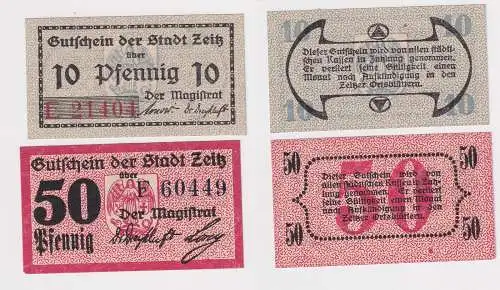 Gutschein der Stadt Zeitz
über
10 Pfennig 10
E 21404
Der Magistrat
10 10
Dieser Gutschein wird von allen städti-
schen Kassen in Zahlung genommen.
Er verliert seine Gültigkeit einen
Monat nach Aufkündigung in den
Zeitzer Ortsblättern.
10 10
Gutschein der Stadt Zeitz
über
50 F 60449
Der Magistrat
Pfennig
50 50
Dieser Gutschein wird von
allen städtischen Kassen in Zah-
lung genommen. Er verliert
seine Gültigkeit einen Monat
nach Aufkündigung in den
Zeitzer Ortsblättern.
50 50